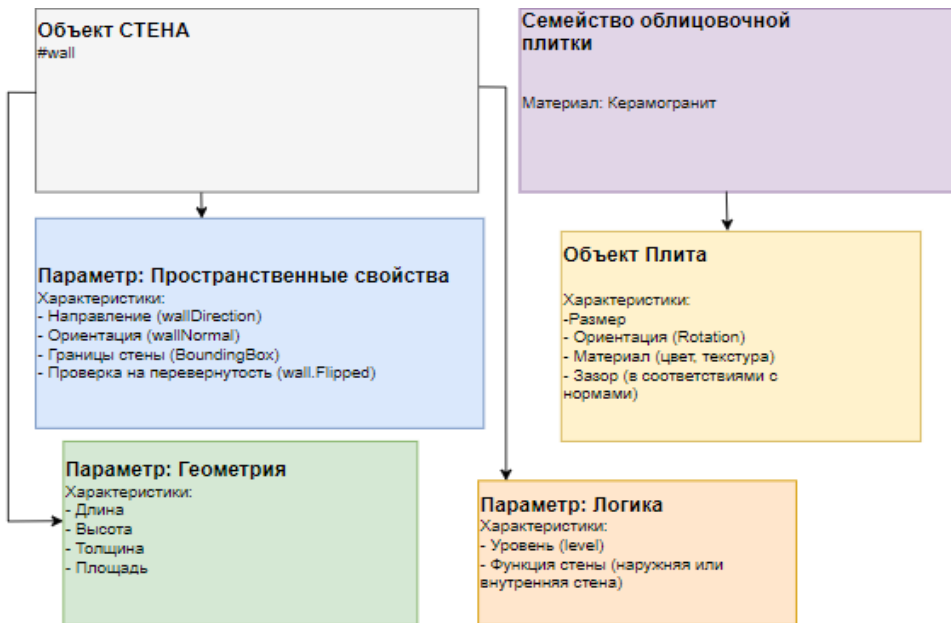 Объект СТЕНА
#wall
Семейство облицовочной
плитки
Материал: Керамогранит
Параметр: Пространственные свойства
Характеристики:
- Направление (wallDirection)
- Ориентация (wallNormal)
- Границы стены (BoundingBox)
- Проверка на перевернутость (wall.Flipped)
Объект Плита
Характеристики:
-Размер
- Ориентация (Rotation)
- Материал (цвет, текстура)
- Зазор (в соответствиями с
нормами)
Параметр: Геометрия
Характеристики:
- Длина
- Высота
- Толщина
- Площадь
Параметр: Логика
Характеристики:
- Уровень (level)
- Функция стены (наружняя или
внутренняя стена)